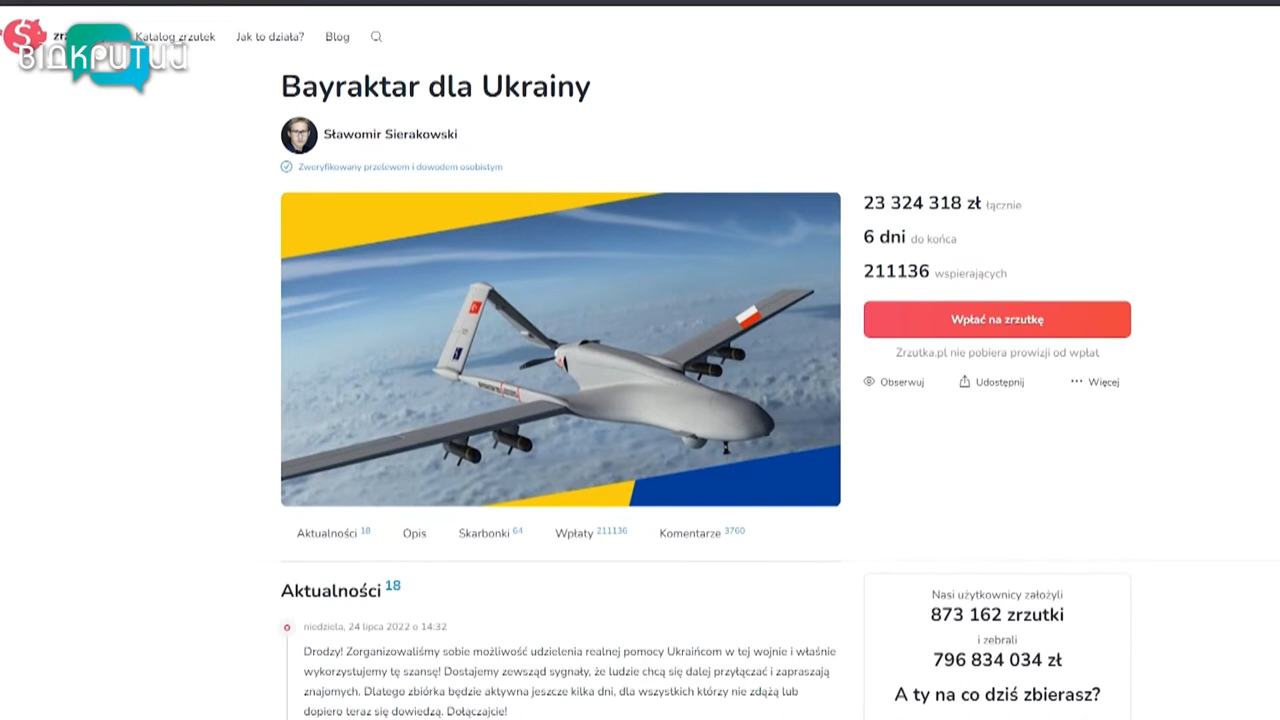 Katalog zrzutek Jak to działa? Blog
ВІДКРИТИЙ
Bayraktar dla Ukrainy
Sławomir Sierakowski
Zweryfikowany przelewem i dowodem osobistym
23 324 318 zł łącznie
6 dni do końca
211136 wspierających
Wpłać na zrzutkę
Zrzutka.pl nie pobiera prowizji od wpłat
Obserwuj Udostępnij Więcej
Aktualności 18 Opis Skarbonki 64 Wpłaty 211136 Komentarze 3760
Aktualności 18
niedziela, 24 lipca 2022 o 14:32
Drodzy! Zorganizowaliśmy sobie możliwość udzielenia realnej pomocy Ukraińcom w tej wojnie i właśnie
wykorzystujemy tę szansę! Dostajemy zewsząd sygnały, że ludzie chcą się dalej przyłączać i zapraszają
znajomych. Dlatego zbiórka będzie aktywna jeszcze kilka dni, dla wszystkich którzy nie zdążą lub
dopiero teraz się dowiedzą. Dołączajcie!
Nasi użytkownicy założyli
873 162 zrzutki
i zebrali
796 834 034 zł
A ty na co dziś zbierasz?